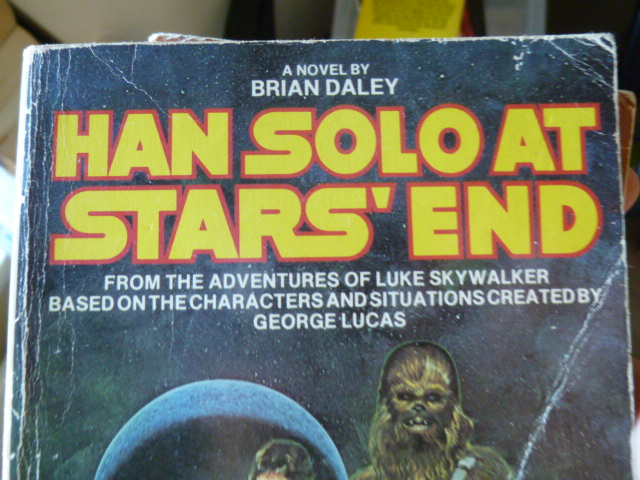 A NOVEL BY
BRIAN DALEY
HAN SOLO AT
STARS' END
FROM THE ADVENTURES OF LUKE SKYWALKER
BASED ON THE CHARACTERS AND SITUATIONS CREATED BY
GEORGE LUCAS